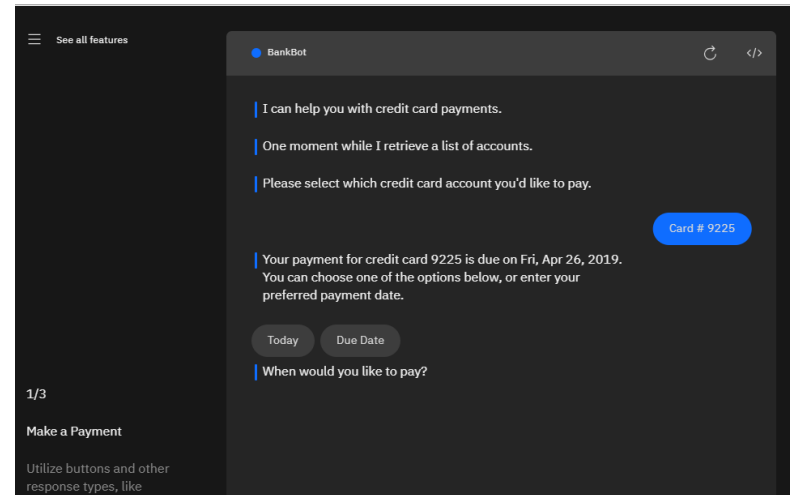 See all features
BankBot
</>
I can help you with credit card payments.
One moment while I retrieve a list of accounts.
Please select which credit card account you'd like to pay.
Card # 9225
Your payment for credit card 9225 is due on Fri, Apr 26, 2019.
You can choose one of the options below, or enter your
preferred payment date.
Today
Due Date
When would you like to pay?
1/3
Make a Payment
Utilize buttons and other
response types, like